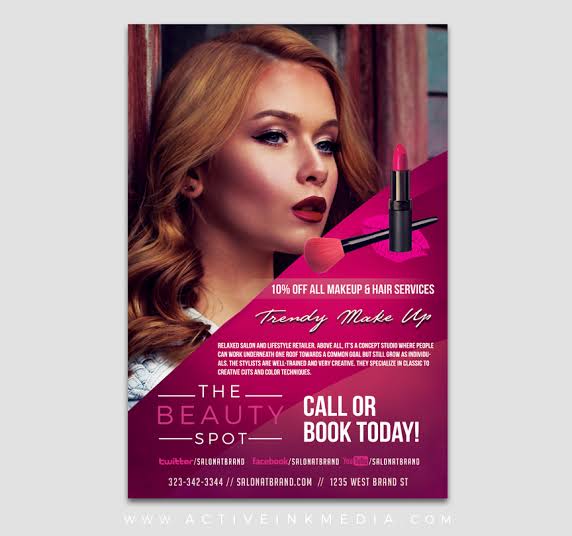 10% OFF ALL MAKEUP & HAIR SERVICES
Trendy Make Up
RELAXED SALON AND LIFESTYLE RETAILER. ABOVE ALL, IT'S A CONCEPT STUDIO WHERE PEOPLE
CAN WORK UNDERNEATH ONE ROOF TOWARDS A COMMON GOAL BUT STILL GROW AS INDIVIDU-
ALS. THE STYLISTS ARE WELL-TRAINED AND VERY CREATIVE. THEY SPECIALIZE IN CLASSIC TO
CREATIVE CUTS AND COLOR TECHNIQUES.
THE
BEAUTY
SPOT
CALL OR
BOOK TODAY!
twitter/SALONATBRAND facebook/SALONATBRAND YouTube/SALONATBRAND
323-342-3344 // SALONATBRAND.COM // 1235 WEST BRAND ST
WWW.ACTIVEINKMEDIA.COM